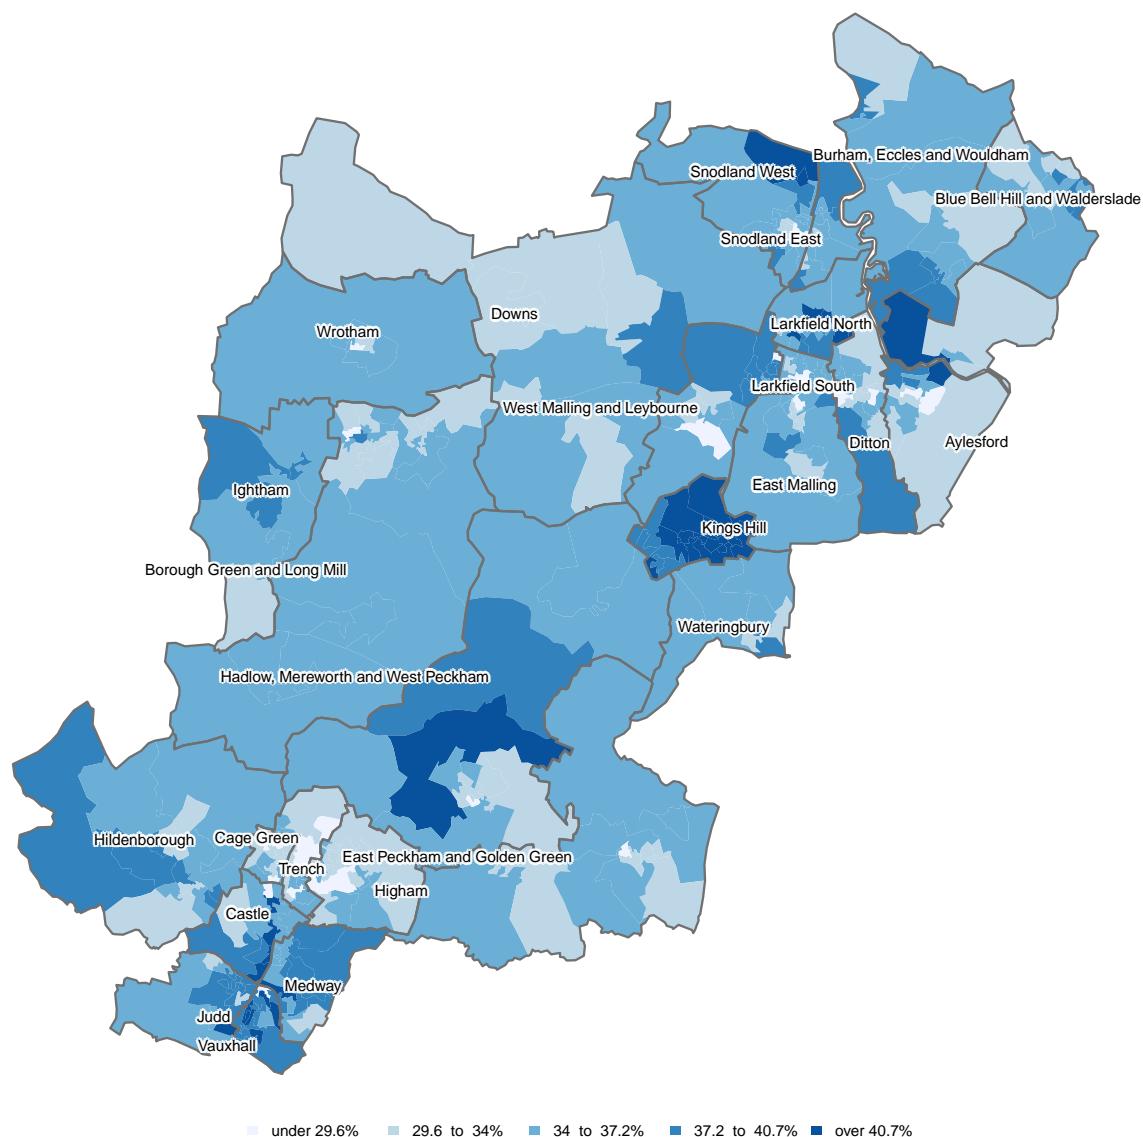 Burham, Eccles and Wouldham
Snodland West
Blue Bell Hill and Walderslade
Snodland East
Downs
Larkfield North
Wrotham
Larkfield South
West Malling and Leybourne
Ditton
Aylesford
East Malling
Ightham
Kings Hill
Borough Green and Long Mill
Wateringbury
Hadlow, Mereworth and West Peckham
Hildenborough
Cage Green
East Peckham and Golden Green
Trench
Higham
Castle
Medway
Judd
Vauxhall
under 29.6% 29.6 to 34% 34 to 37.2% 37.2 to 40.7% over 40.7%